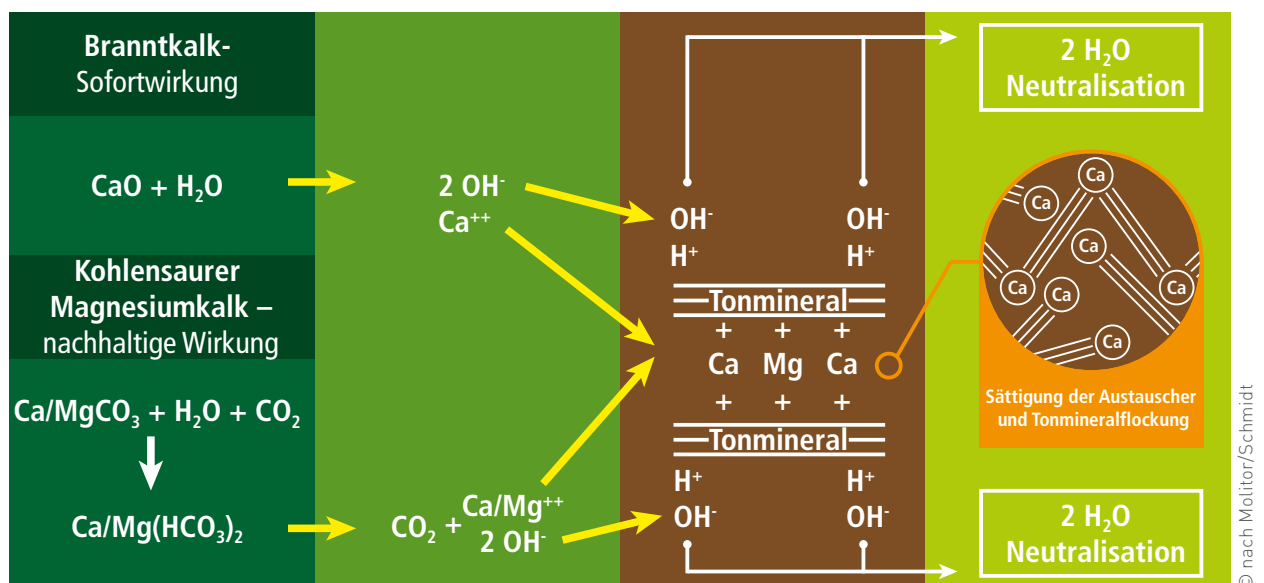 Branntkalk-
Sofortwirkung
CaO + H₂O
Kohlensaurer
Magnesiumkalk –
nachhaltige Wirkung
Ca/MgCO₃ + H₂O + CO₂
Ca/Mg(HCO₃)₂
2 OH⁻
Ca⁺⁺
CO₂ + Ca/Mg⁺⁺
2 OH⁻
OH⁻ OH⁻
H⁺ H⁺
Tonmineral
+ + +
Ca Mg Ca
+ + +
Tonmineral
H⁺ H⁺
OH⁻ OH⁻
2 H₂O
Neutralisation
Ca
Ca
Ca
Ca
Ca
Ca
Ca
Sättigung der Austauscher
und Tonmineralflockung
2 H₂O
Neutralisation
© nach Molitor/Schmidt